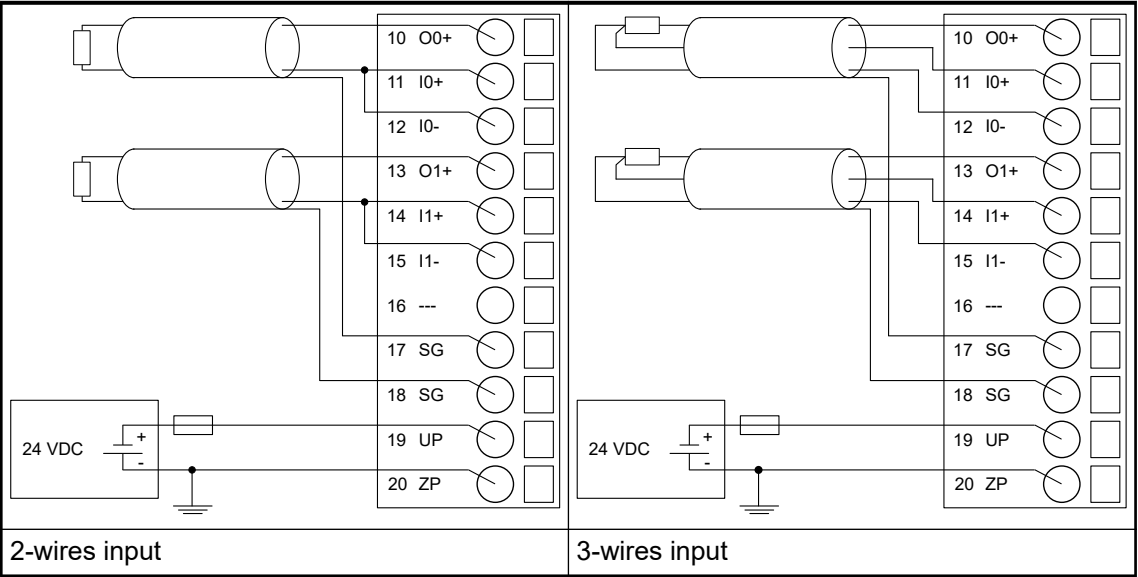 10 O0+
11 I0+
12 I0-
13 O1+
14 I1+
15 I1-
16 ---
17 SG
18 SG
19 UP
20 ZP
24 VDC
+
-
2-wires input
10 O0+
11 I0+
12 I0-
13 O1+
14 I1+
15 I1-
16 ---
17 SG
18 SG
19 UP
20 ZP
24 VDC
+
-
3-wires input